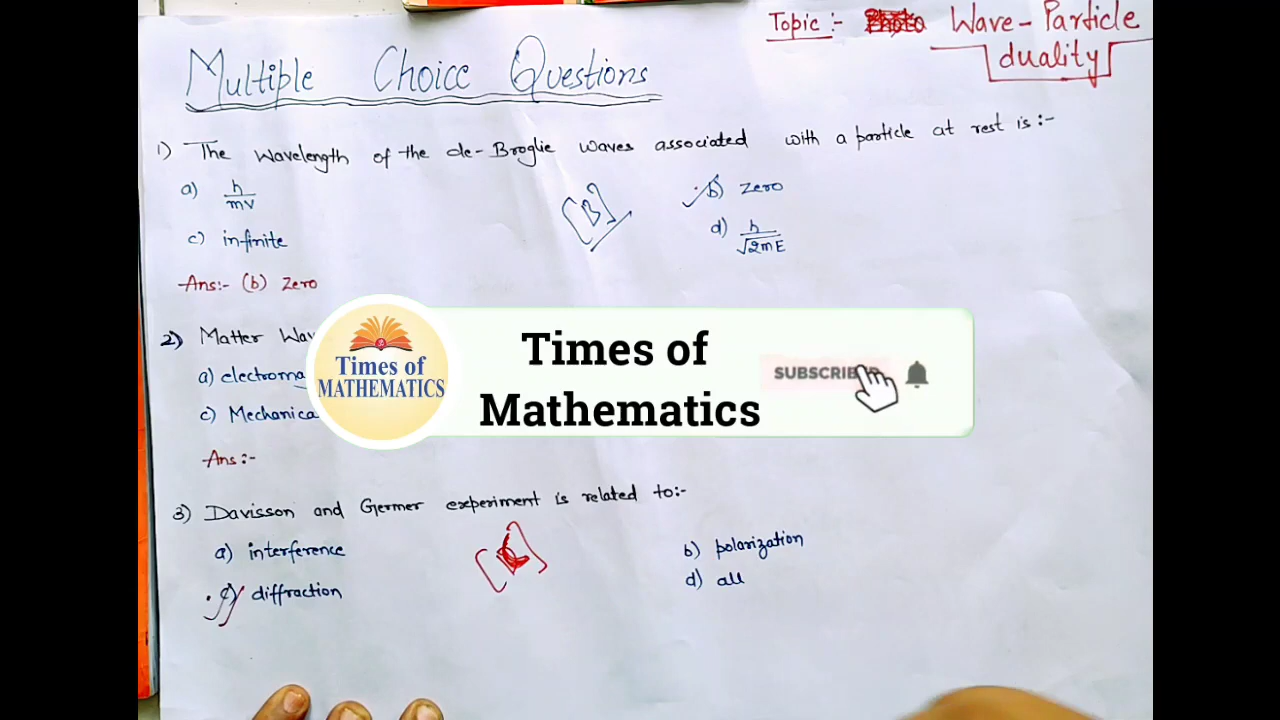 Topic :- Wave-Particle
duality
Multiple Choice Questions
1) The Wavelength of the de-Broglie waves associated with a particle at rest is :-
a) h/mv
b) zero
[B]
c) infinite
d) h/√2mE
Ans:- (b) zero
2) Matter Wav
a) electromag
c) Mechanica
Ans:-
Times of
MATHEMATICS
Times of
Mathematics
SUBSCRIBE
3) Davisson and Germer experiment is related to:-
a) interference
b) polarization
c) diffraction
d) all